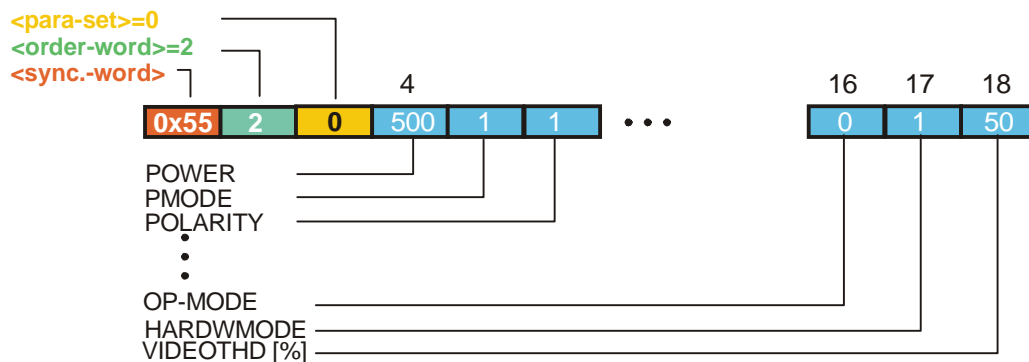 <para-set>=0
<order-word>=2
<sync.-word>
4 16 17 18
0x55 2 0 500 1 1 0 1 50
POWER
PMODE
POLARITY
OP-MODE
HARDWMODE
VIDEOTHD [%]